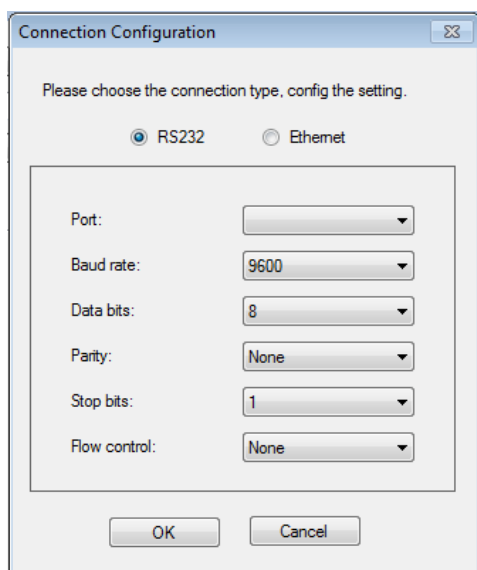 Connection Configuration
Please choose the connection type, config the setting.
RS232 Ethernet
Port:
Baud rate: 9600
Data bits: 8
Parity: None
Stop bits: 1
Flow control: None
OK Cancel